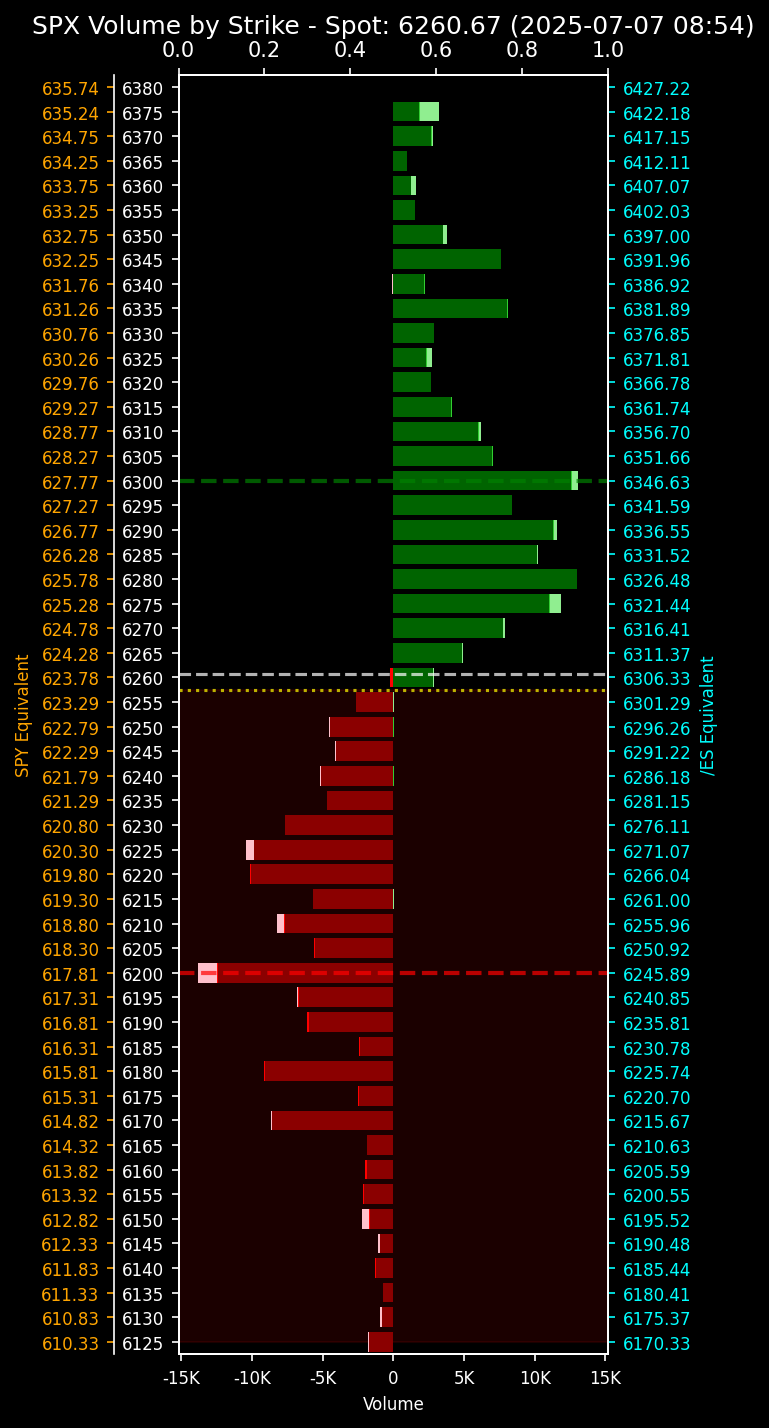 SPX Volume by Strike - Spot: 6260.67 (2025-07-07 08:54)
0.0 0.2 0.4 0.6 0.8 1.0
635.74 6380 6427.22
635.24 6375 6422.18
634.75 6370 6417.15
634.25 6365 6412.11
633.75 6360 6407.07
633.25 6355 6402.03
632.75 6350 6397.00
632.25 6345 6391.96
631.76 6340 6386.92
631.26 6335 6381.89
630.76 6330 6376.85
630.26 6325 6371.81
629.76 6320 6366.78
629.27 6315 6361.74
628.77 6310 6356.70
628.27 6305 6351.66
627.77 6300 6346.63
627.27 6295 6341.59
626.77 6290 6336.55
626.28 6285 6331.52
625.78 6280 6326.48
625.28 6275 6321.44
624.78 6270 6316.41
624.28 6265 6311.37
623.78 6260 6306.33
623.29 6255 6301.29
622.79 6250 6296.26
622.29 6245 6291.22
621.79 6240 6286.18
621.29 6235 6281.15
620.80 6230 6276.11
620.30 6225 6271.07
619.80 6220 6266.04
619.30 6215 6261.00
618.80 6210 6255.96
618.30 6205 6250.92
617.81 6200 6245.89
617.31 6195 6240.85
616.81 6190 6235.81
616.31 6185 6230.78
615.81 6180 6225.74
615.31 6175 6220.70
614.82 6170 6215.67
614.32 6165 6210.63
613.82 6160 6205.59
613.32 6155 6200.55
612.82 6150 6195.52
612.33 6145 6190.48
611.83 6140 6185.44
611.33 6135 6180.41
610.83 6130 6175.37
610.33 6125 6170.33
SPY Equivalent
/ES Equivalent
-15K -10K -5K 0 5K 10K 15K
Volume